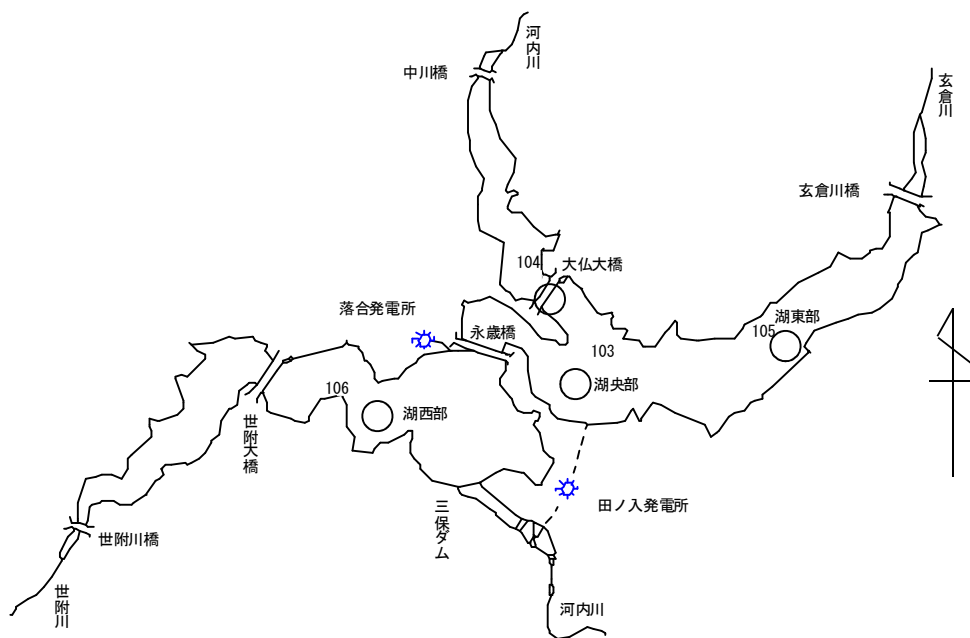 河内川
中川橋
玄倉川
玄倉川橋
104
大仏大橋
落合発電所
永歳橋
湖東部
105
103
湖央部
106
湖西部
世附大橋
田ノ入発電所
三保ダム
世附川橋
世附川
河内川